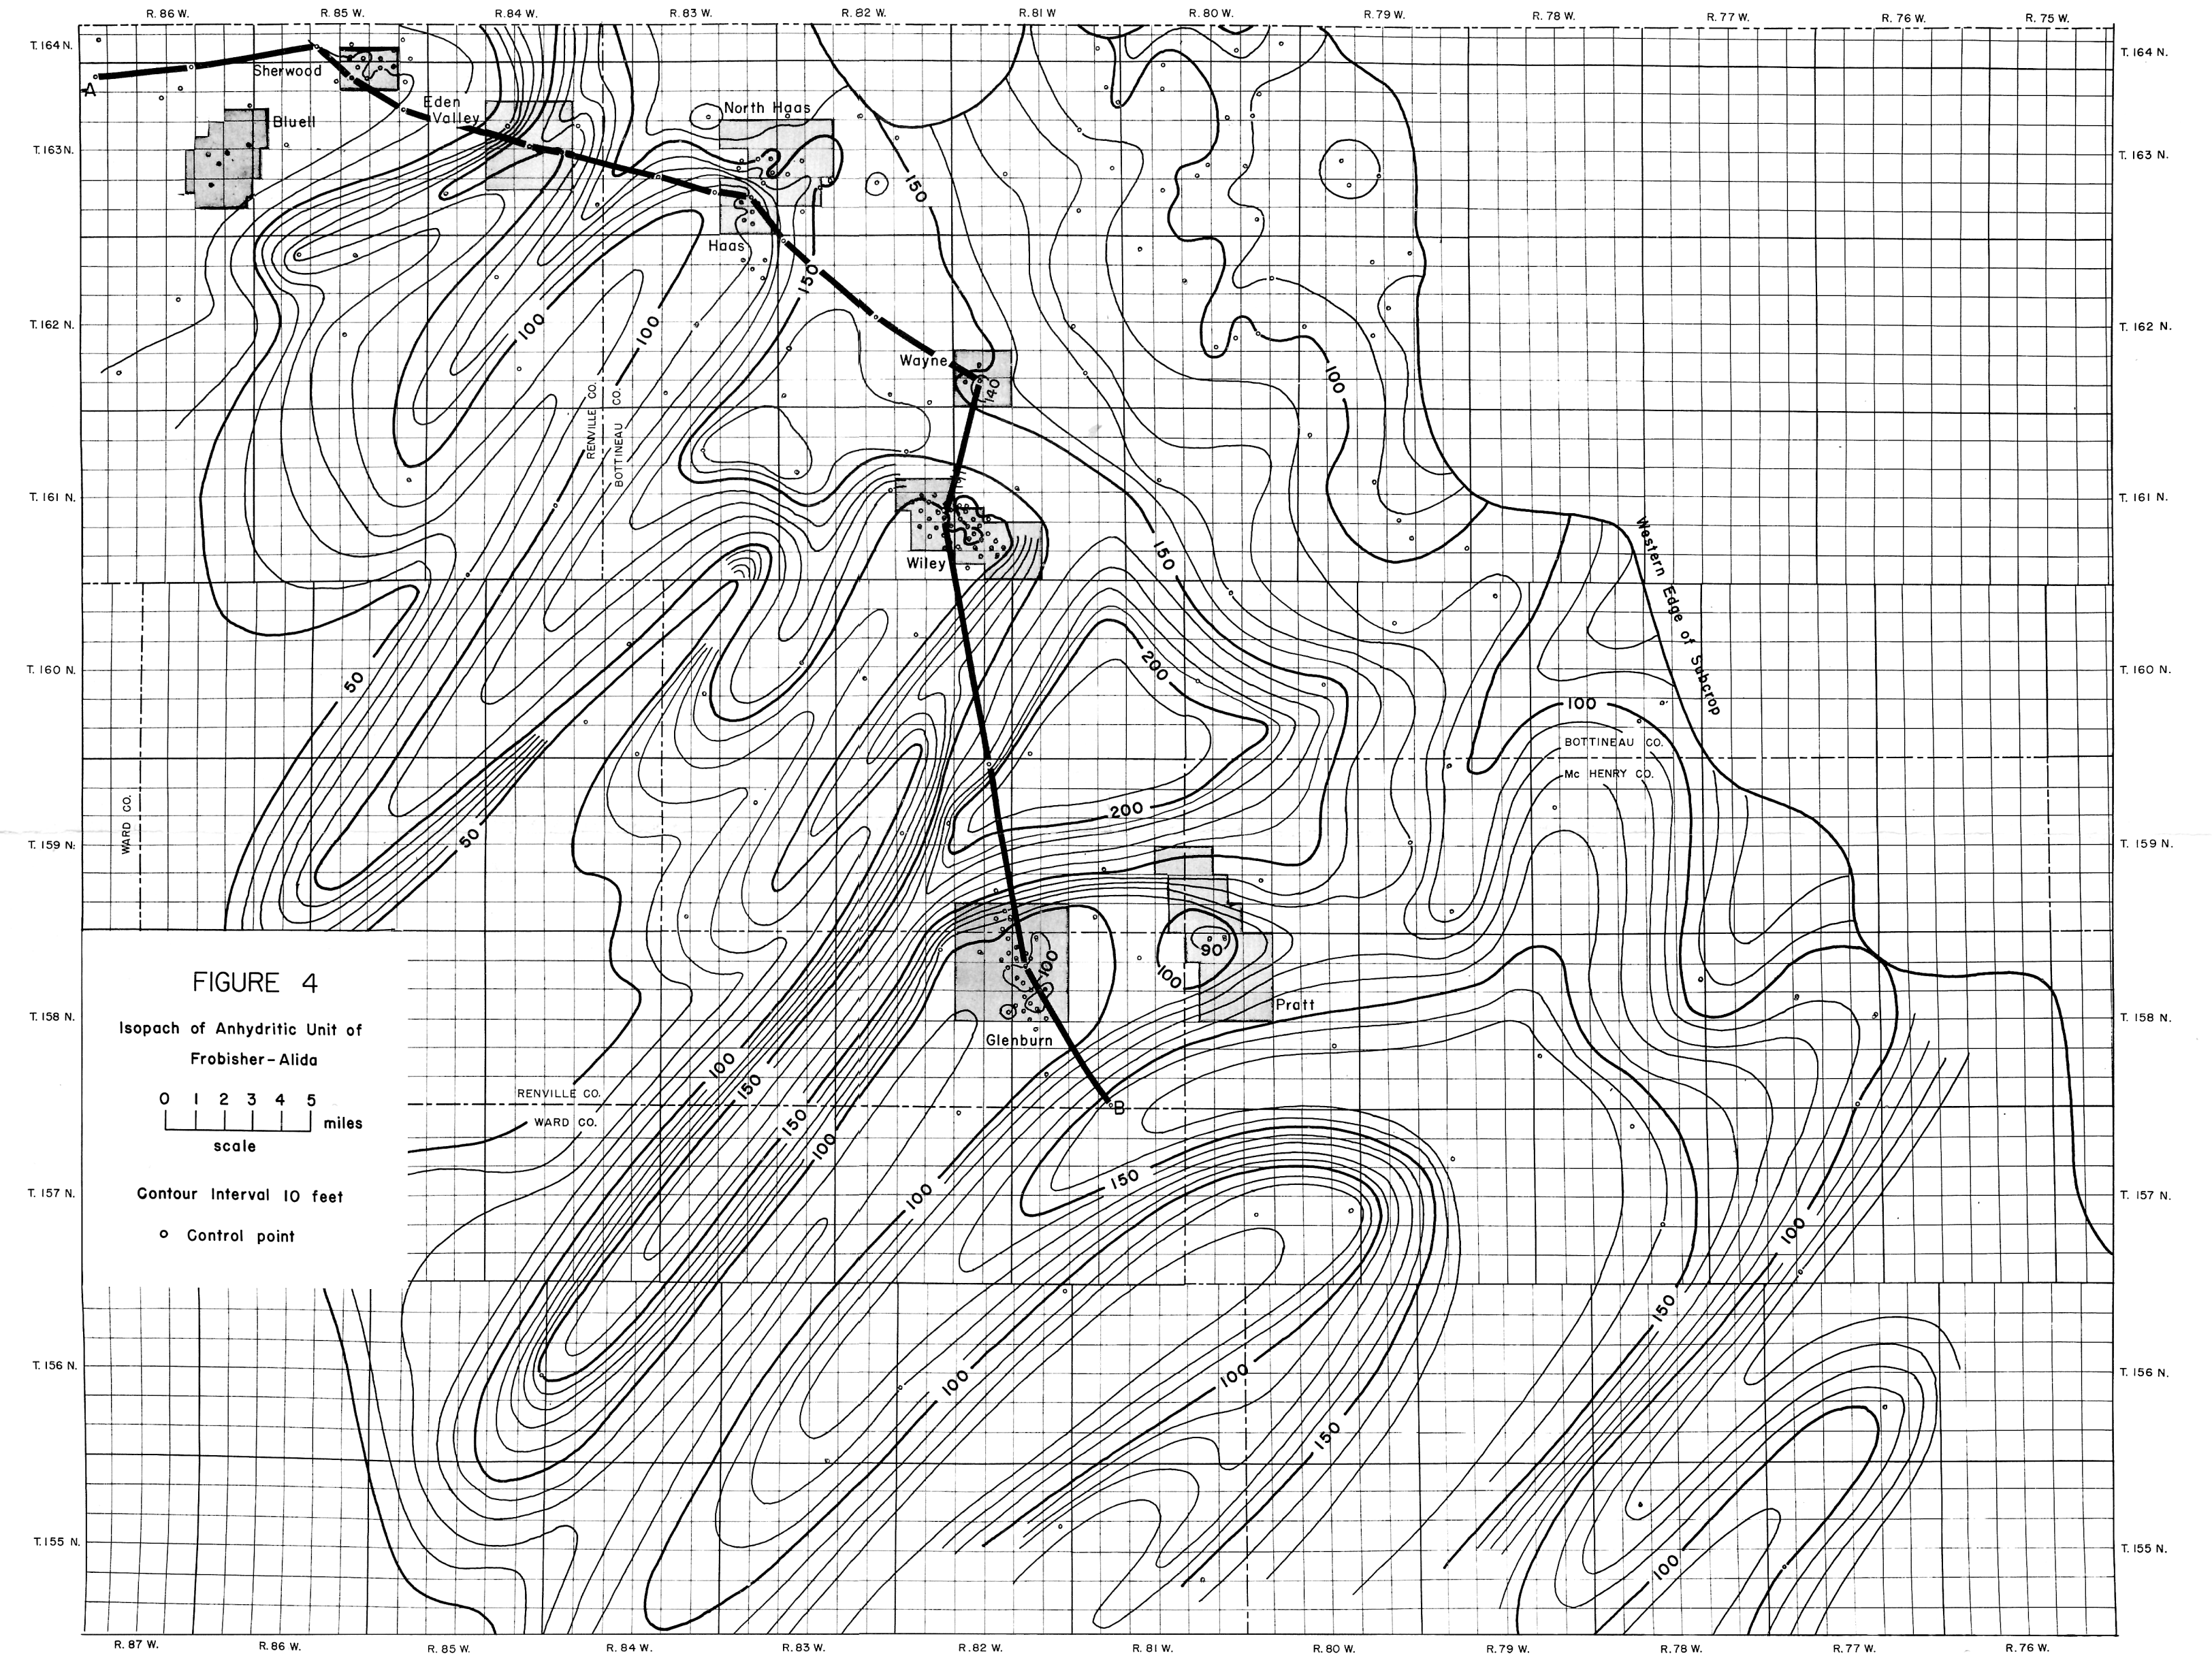 R. 86 W. R. 85 W. R. 84 W. R. 83 W. R. 82 W. R. 81 W. R. 80 W. R. 79 W. R. 78 W. R. 77 W. R. 76 W. R. 75 W.
T. 164 N. T. 164 N.
Sherwood
A
Eden
Valley
North Haas
Bluell
T. 163 N. T. 163 N.
150
Haas
150
T. 162 N. T. 162 N.
100
100
Wayne
140
100
RENVILLE CO.
BOTTINEAU CO.
T. 161 N. T. 161 N.
Wiley
150
Western Edge of Subcrop
T. 160 N. T. 160 N.
50
200
100
BOTTINEAU CO.
Mc HENRY CO.
WARD CO.
50
200
T. 159 N. T. 159 N.
FIGURE 4
Isopach of Anhydritic Unit of
Frobisher-Alida
0 1 2 3 4 5
miles
scale
Contour Interval 10 feet
Control point
100
90
100
Pratt
T. 158 N. T. 158 N.
Glenburn
100
150
RENVILLE CO.
WARD CO.
150
100
B
T. 157 N. T. 157 N.
100
150
100
150
T. 156 N. T. 156 N.
100
100
150
T. 155 N. T. 155 N.
100
R. 87 W. R. 86 W. R. 85 W. R. 84 W. R. 83 W. R. 82 W. R. 81 W. R. 80 W. R. 79 W. R. 78 W. R. 77 W. R. 76 W.